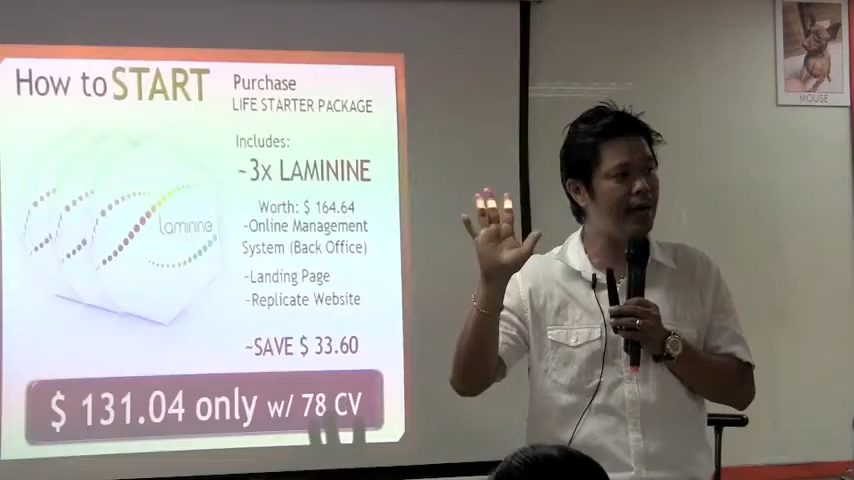 How to START
Purchase
LIFE STARTER PACKAGE
Includes:
~3x LAMININE
Worth: $ 164.64
~Online Management
System (Back Office)
~Landing Page
~Replicate Website
~SAVE $ 33.60
$ 131.04 only w/ 78 CV
laminine
MOUSE